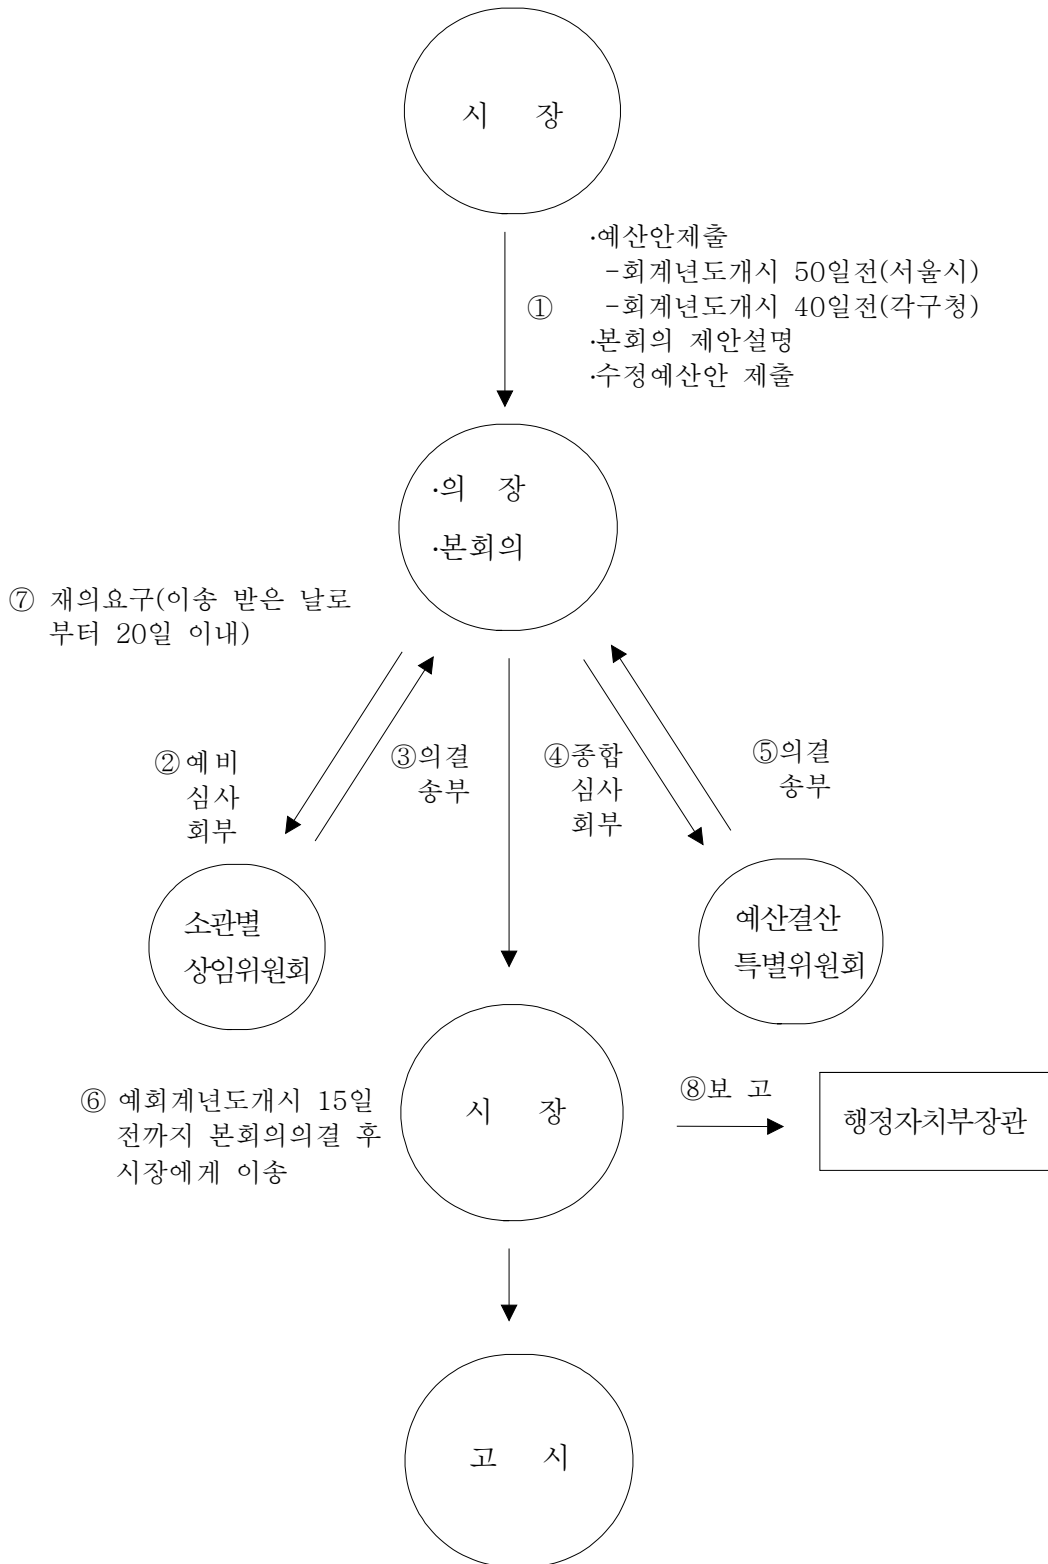 시 장
·예산안제출
-회계년도개시 50일전(서울시)
-회계년도개시 40일전(각구청)
①
·본회의 제안설명
·수정예산안 제출
·의 장
·본회의
⑦ 재의요구(이송 받은 날로
부터 20일 이내)
②예비
심사
회부
③의결
송부
④종합
심사
회부
⑤의결
송부
소관별
상임위원회
예산결산
특별위원회
⑥ 예회계년도개시 15일
전까지 본회의의결 후
시장에게 이송
시 장
⑧보 고
행정자치부장관
고 시